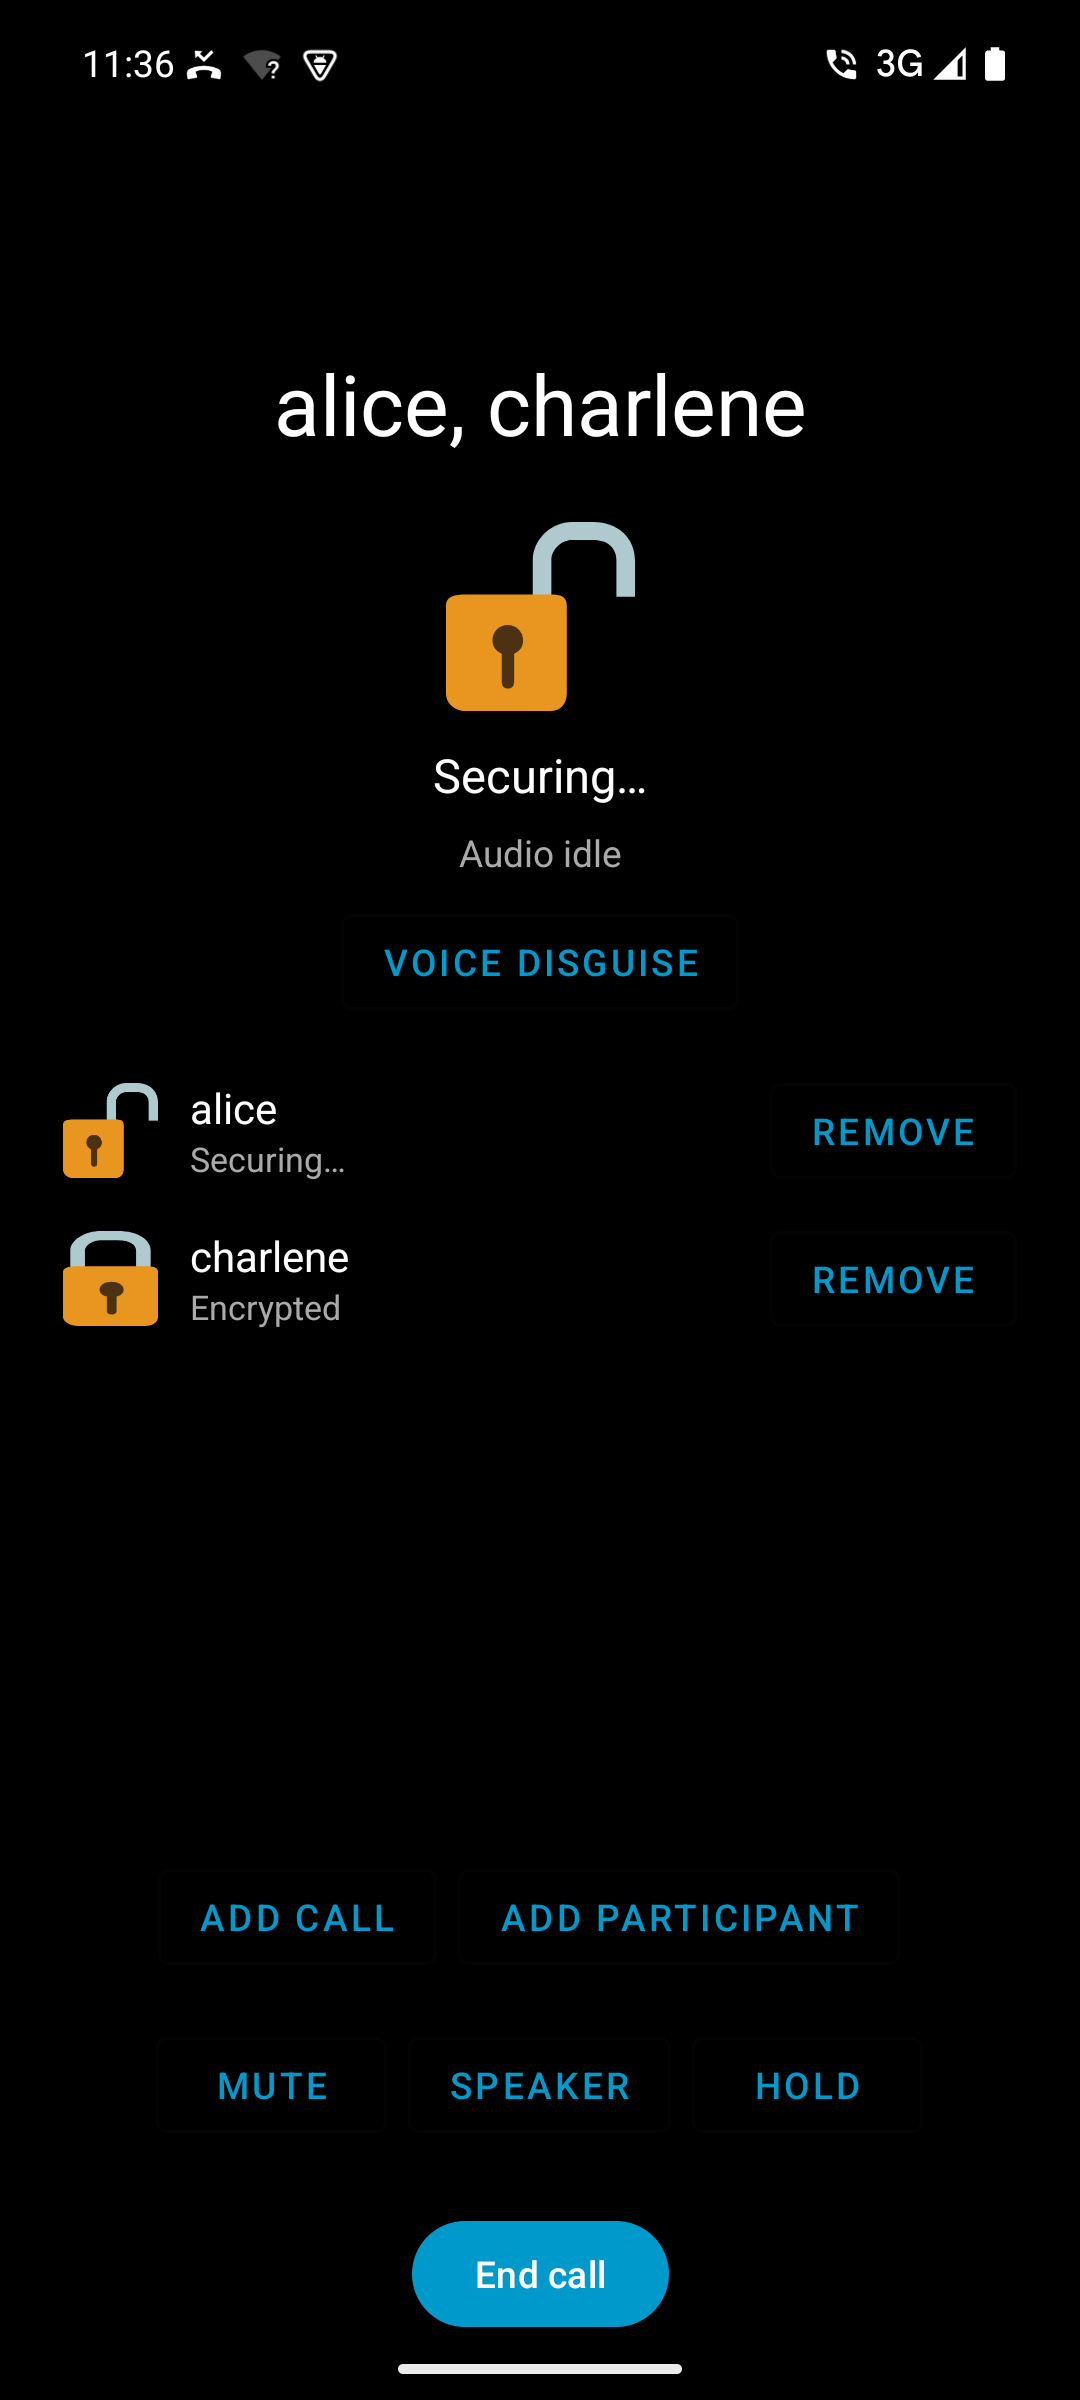 11:36
3G
alice, charlene
Securing…
Audio idle
VOICE DISGUISE
alice
Securing…
REMOVE
charlene
Encrypted
REMOVE
ADD CALL ADD PARTICIPANT
MUTE SPEAKER HOLD
End call